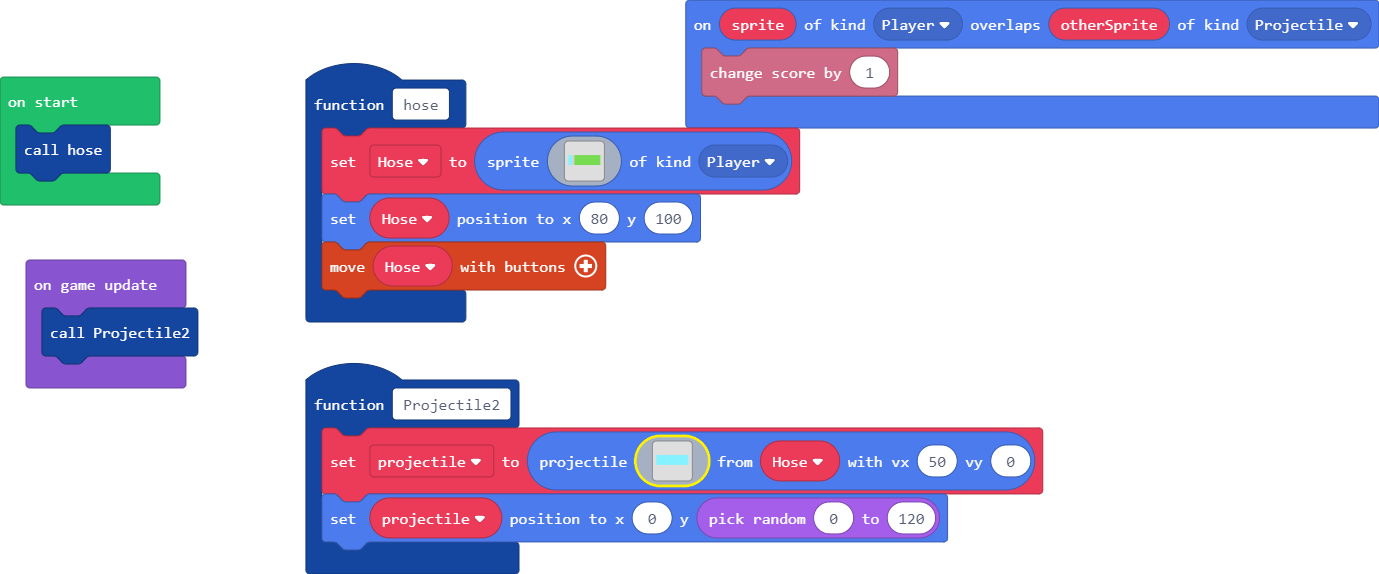 on sprite of kind Player overlaps otherSprite of kind Projectile
change score by 1
on start
call hose
function hose
set Hose to sprite of kind Player
set Hose position to x 80 y 100
move Hose with buttons
on game update
call Projectile2
function Projectile2
set projectile to projectile from Hose with vx 50 vy 0
set projectile position to x 0 y pick random 0 to 120